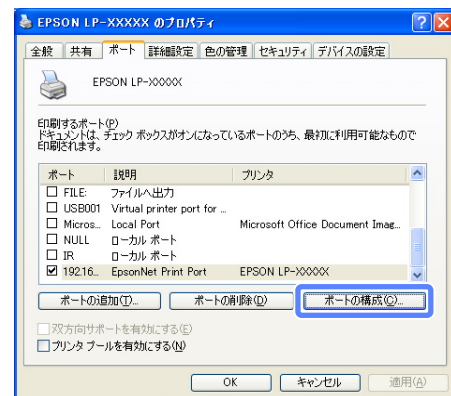 EPSON LP-XXXXX のプロパティ
全般 共有 ポート 詳細設定 色の管理 セキュリティ デバイスの設定
EPSON LP-XXXXX
印刷するポート(P)
ドキュメントは、チェック ボックスがオンになっているポートのうち、最初に利用可能なもので
印刷されます。
ポート 説明 プリンタ
FILE: ファイルへ出力
USB001 Virtual printer port for ...
Micros... Local Port Microsoft Office Document Imag...
NULL ローカル ポート
IR ローカル ポート
192.16... EpsonNet Print Port EPSON LP-XXXXX
ポートの追加(T)... ポートの削除(D) ポートの構成(C)...
双方向サポートを有効にする(E)
プリンタ プールを有効にする(N)
OK キャンセル 適用(A)